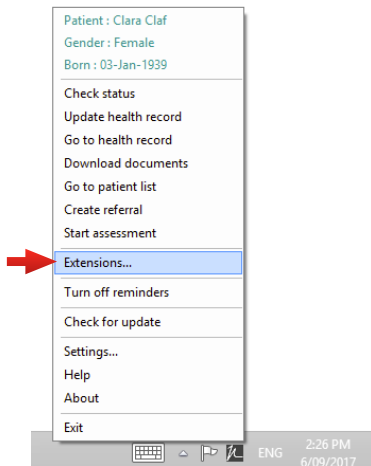 Patient : Clara Claf
Gender : Female
Born : 03-Jan-1939
Check status
Update health record
Go to health record
Download documents
Go to patient list
Create referral
Start assessment
Extensions...
Turn off reminders
Check for update
Settings...
Help
About
Exit
ENG
2:26 PM
6/09/2017